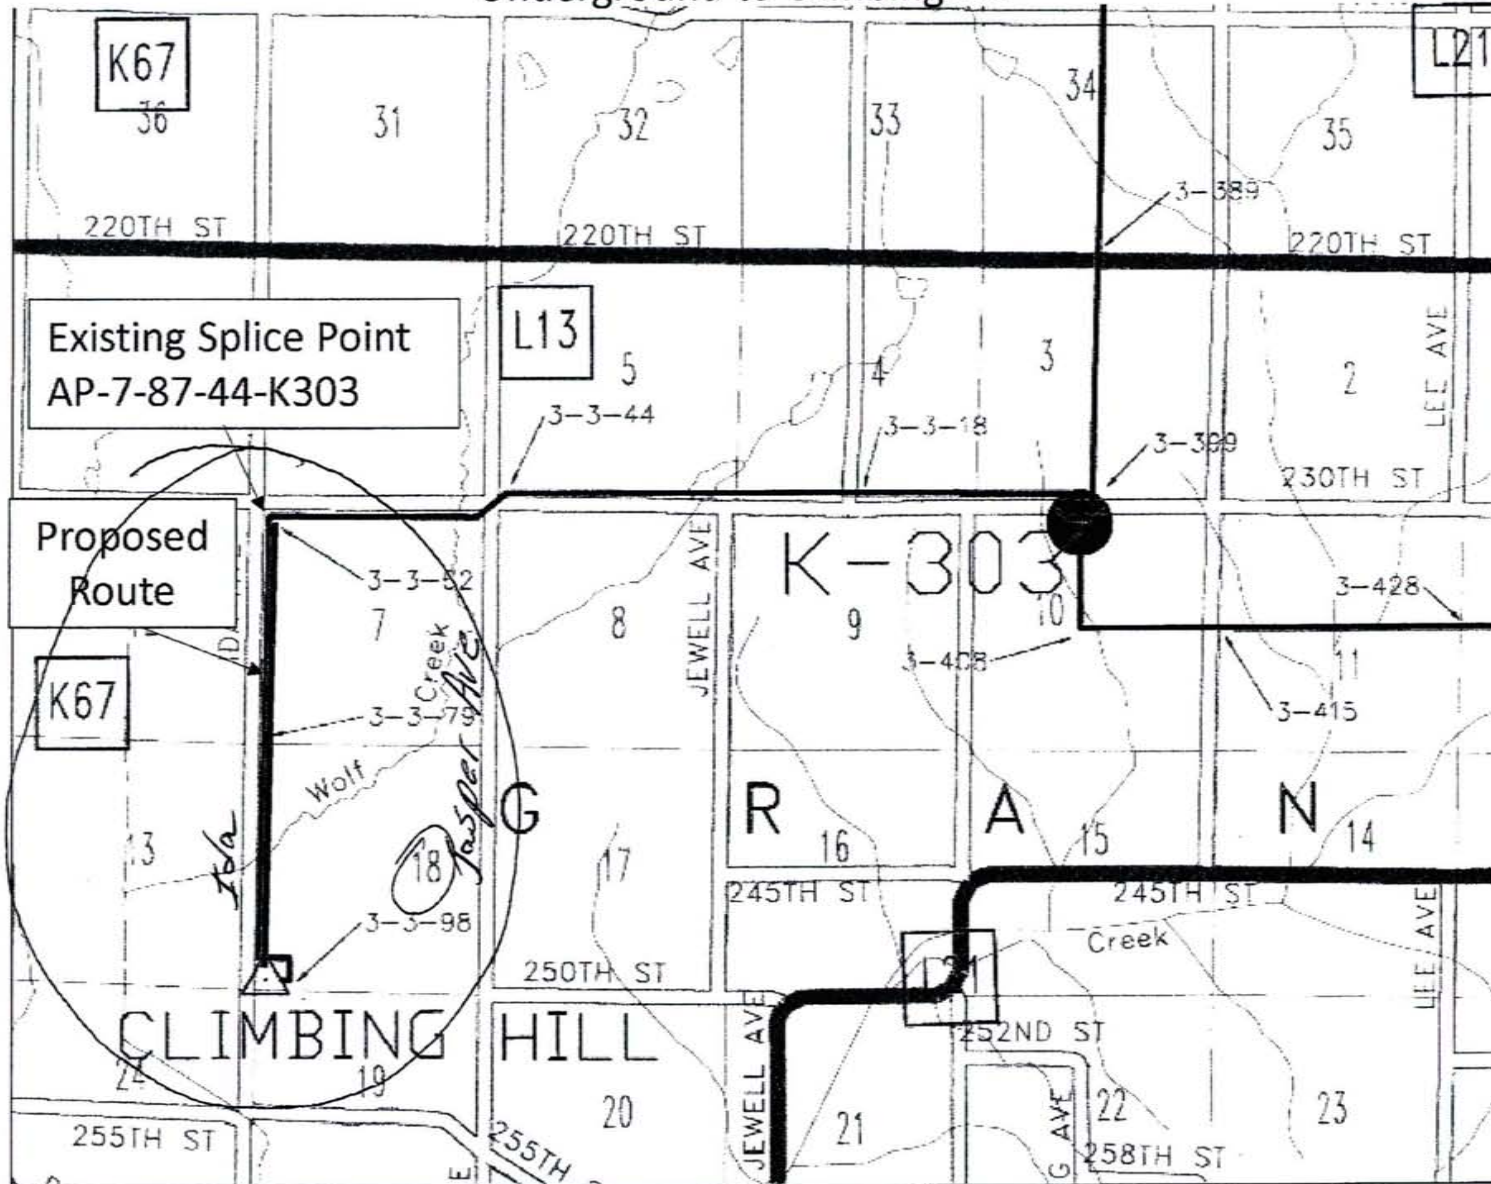 K67
L21
36
31
32
33
34
35
3-389
220TH ST
220TH ST
220TH ST
Existing Splice Point
AP-7-87-44-K303
L13
5
4
3
2
LEE AVE
3-3-44
3-3-18
3-399
230TH ST
Proposed
Route
3-3-52
7
8
JEWELL AVE
K-303
9
10
3-428
3-408
11
3-415
K67
3-3-79
Creek
Wolf
Jasper Ave
Ida
13
18
G
R
A
N
17
16
15
14
3-3-98
245TH ST
245TH ST
LEE AVE
Creek
250TH ST
L21
252ND ST
CLIMBING HILL
JEWELL AVE
24
19
20
21
22
23
255TH ST
255TH
G AVE
258TH ST
E